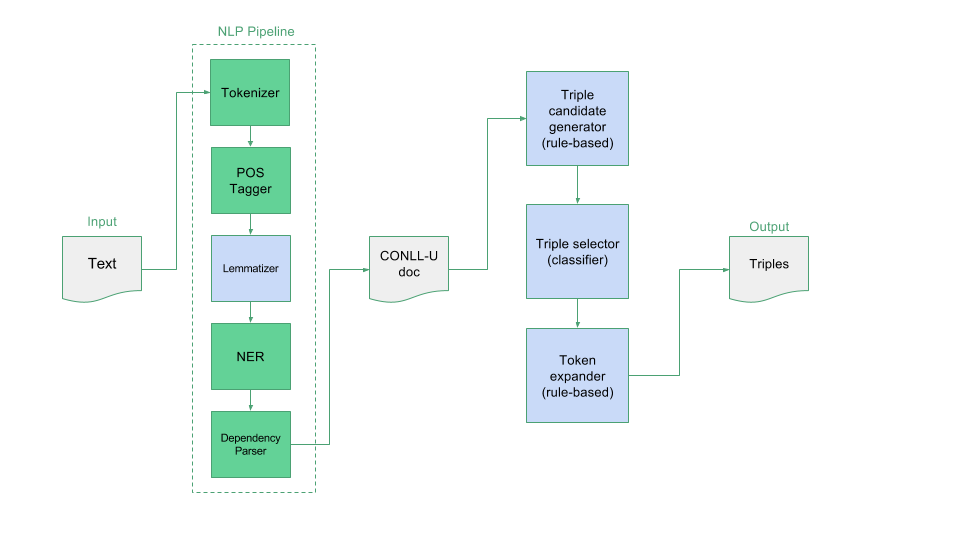 NLP Pipeline
Tokenizer
POS
Tagger
Lemmatizer
NER
Dependency
Parser
Input
Text
CONLL-U
doc
Triple
candidate
generator
(rule-based)
Triple selector
(classifier)
Token
expander
(rule-based)
Output
Triples